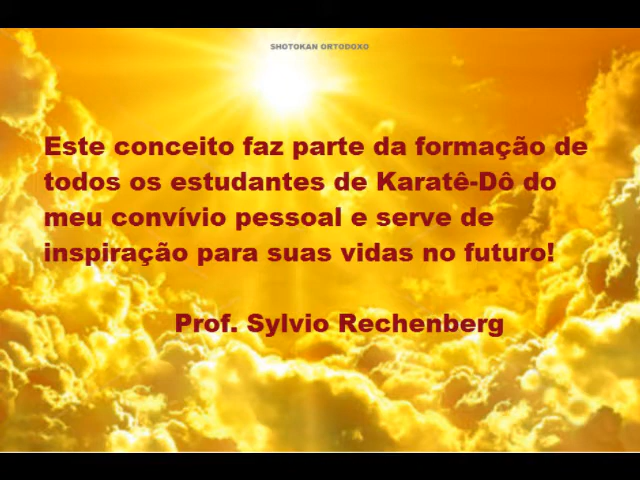 SHOTOKAN ORTODOXO
Este conceito faz parte da formação de
todos os estudantes de Karatê-Dô do
meu convívio pessoal e serve de
inspiração para suas vidas no futuro!
Prof. Sylvio Rechenberg